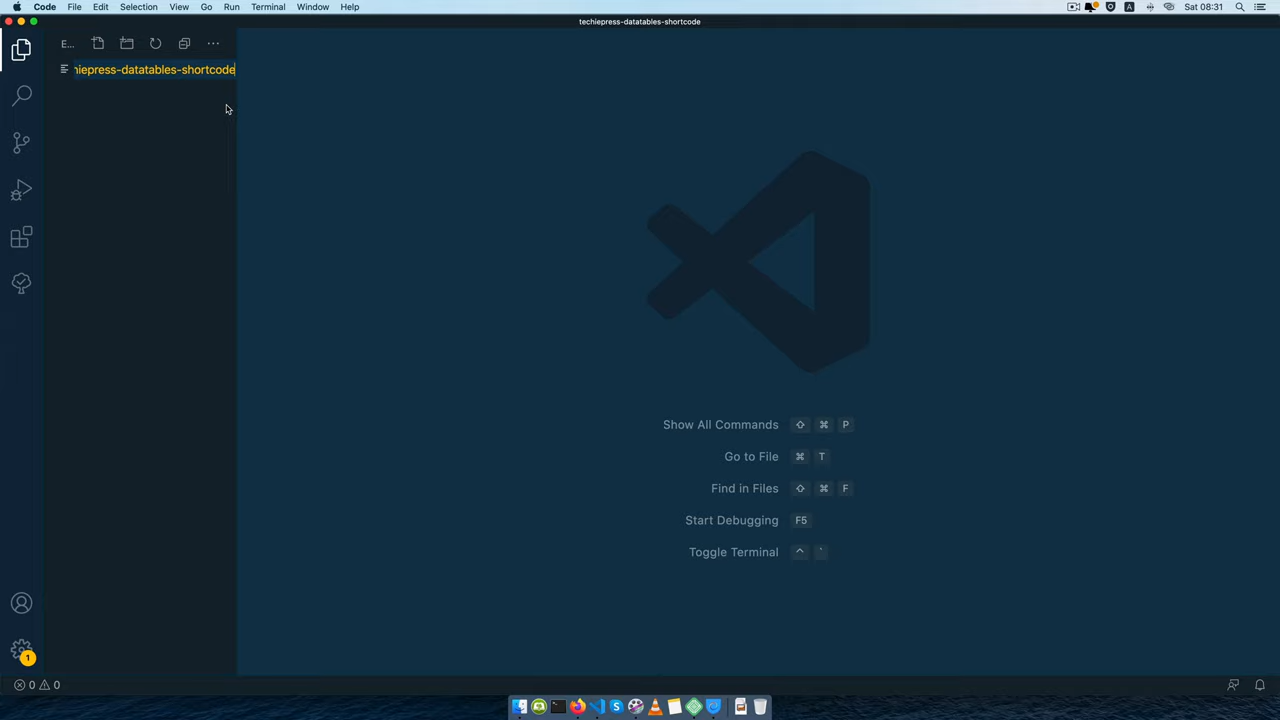 Code File Edit Selection View Go Run Terminal Window Help
A Sat 08:31
techiepress-datatables-shortcode
E...
hiepress-datatables-shortcode
Show All Commands ⇧ ⌘ P
Go to File ⌘ T
Find in Files ⇧ ⌘ F
Start Debugging F5
Toggle Terminal ^ `
1
0 0